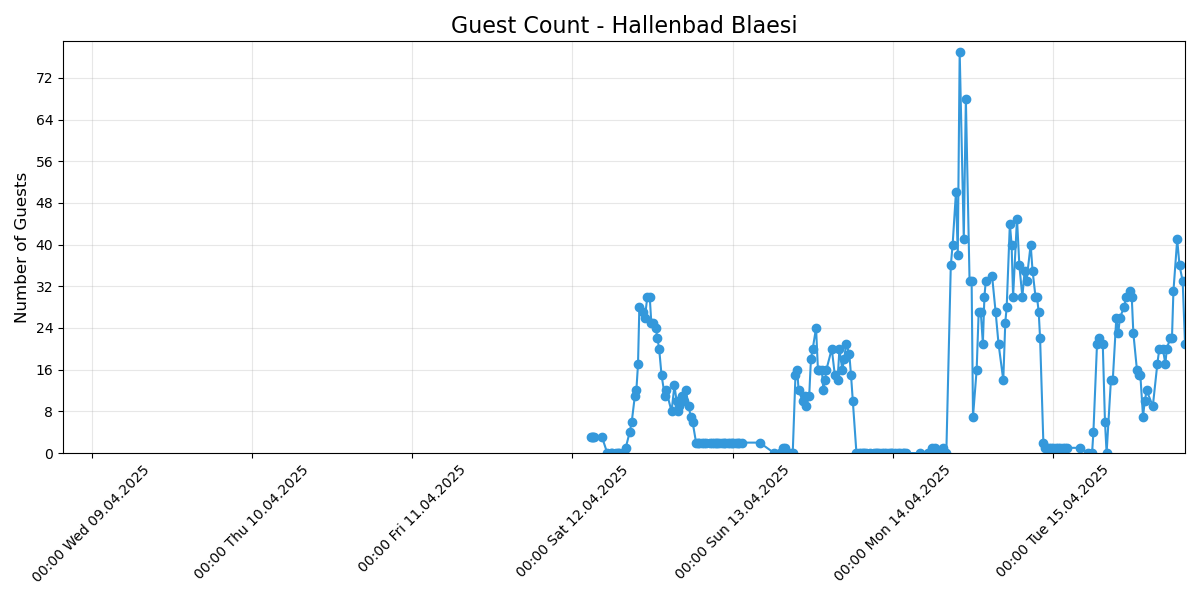 Guest Count - Hallenbad Blaesi
Number of Guests
72
64
56
48
40
32
24
16
8
0
00:00 Wed 09.04.2025
00:00 Thu 10.04.2025
00:00 Fri 11.04.2025
00:00 Sat 12.04.2025
00:00 Sun 13.04.2025
00:00 Mon 14.04.2025
00:00 Tue 15.04.2025